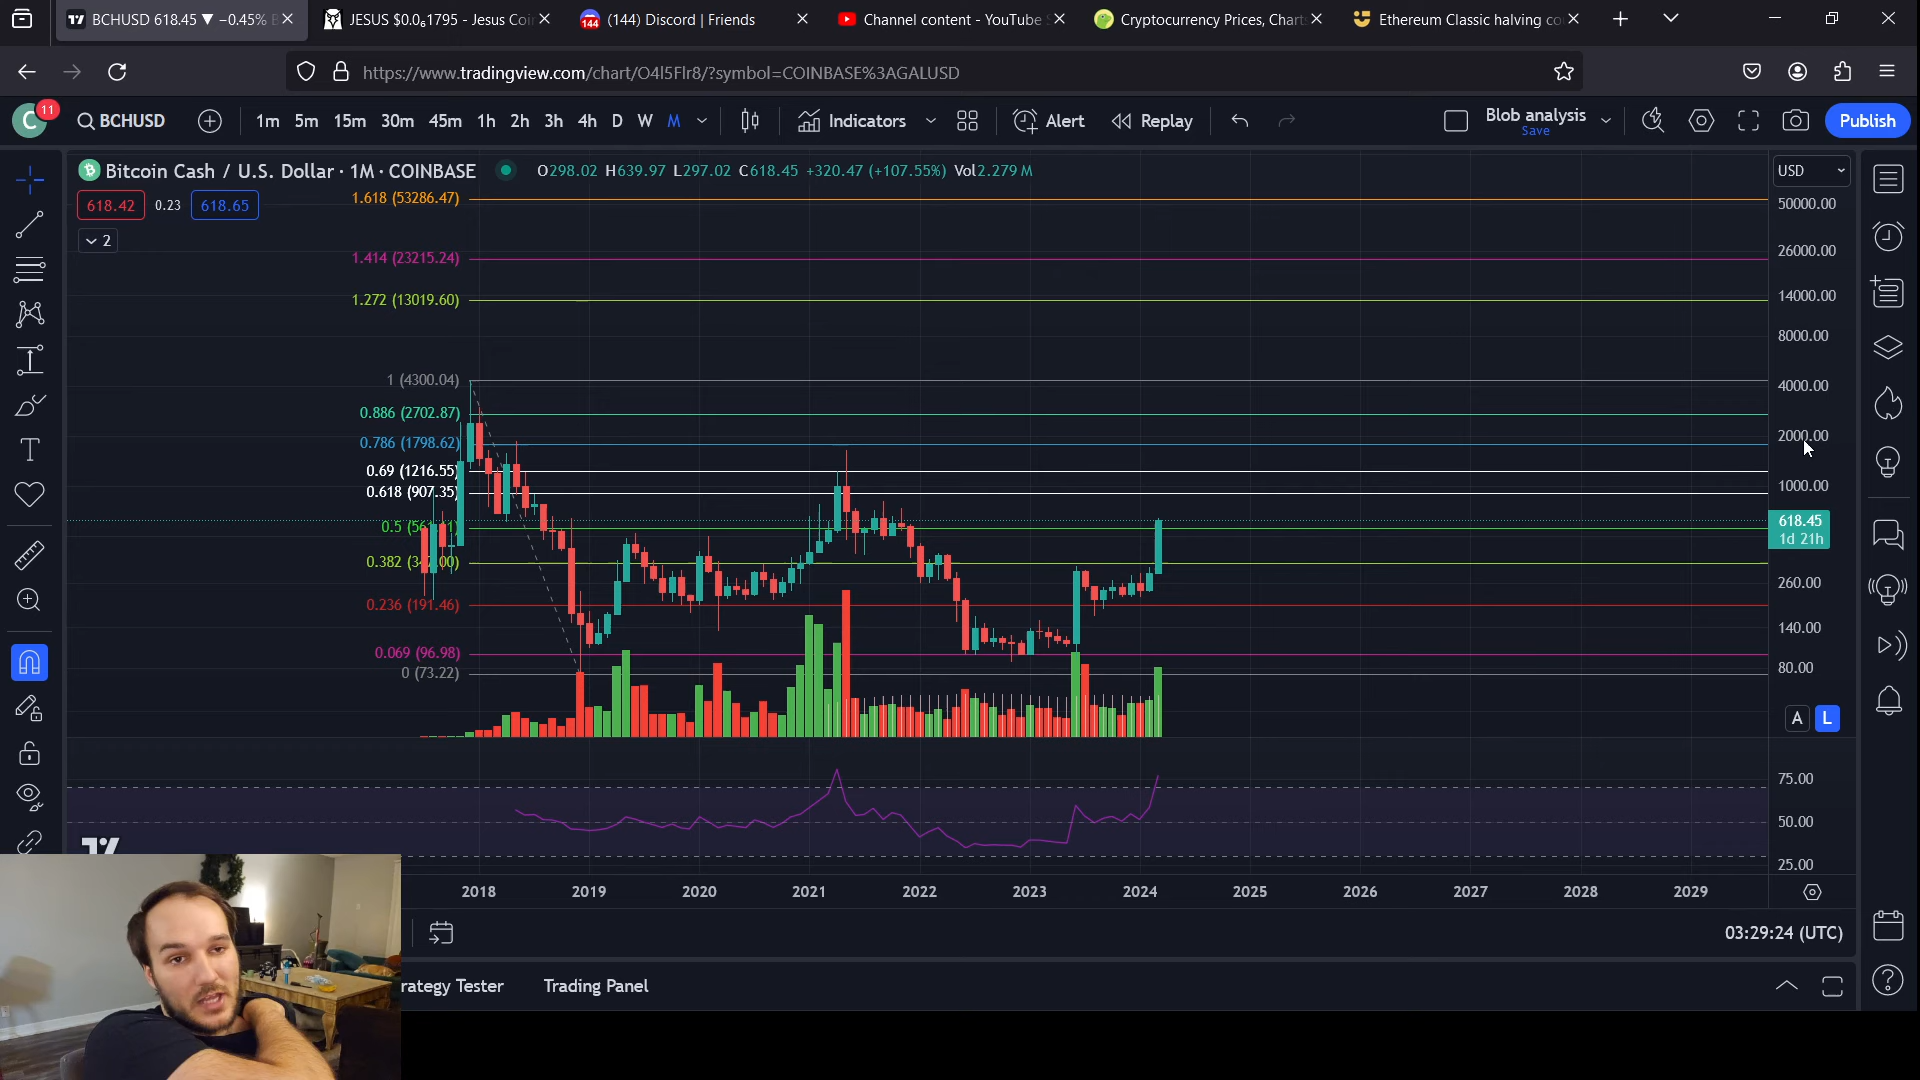 BCHUSD 618.45 ▼ −0.45%
JESUS $0.0₆1795 - Jesus Coi
144
(144) Discord | Friends
Channel content - YouTube
Cryptocurrency Prices, Chart
Ethereum Classic halving co
https://www.tradingview.com/chart/O4l5Flr8/?symbol=COINBASE%3AGALUSD
C
11
BCHUSD
1m 5m 15m 30m 45m 1h 2h 3h 4h D W M
Indicators
Alert
Replay
Blob analysis
Save
Publish
Bitcoin Cash / U.S. Dollar · 1M · COINBASE
O298.02 H639.97 L297.02 C618.45 +320.47 (+107.55%) Vol2.279 M
USD
618.42 0.23 618.65
2
1.618 (53286.47)
1.414 (23215.24)
1.272 (13019.60)
1 (4300.04)
0.886 (2702.87)
0.786 (1798.62)
0.69 (1216.55)
0.618 (907.35)
0.5
0.382
0.236 (191.46)
0.069 (96.98)
0 (73.22)
50000.00
26000.00
14000.00
8000.00
4000.00
2000.00
1000.00
618.45
1d 21h
260.00
140.00
80.00
A L
75.00
50.00
25.00
2018 2019 2020 2021 2022 2023 2024 2025 2026 2027 2028 2029
03:29:24 (UTC)
rategy Tester
Trading Panel